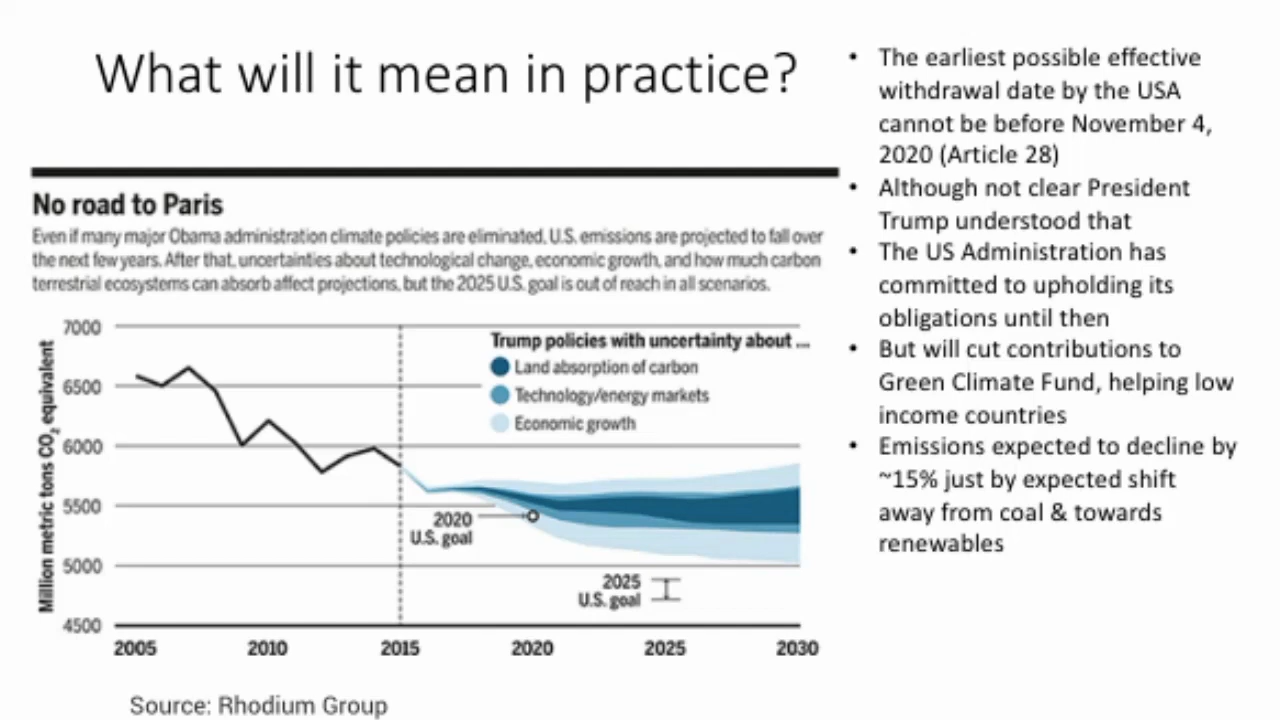 What will it mean in practice?
No road to Paris
Even if many major Obama administration climate policies are eliminated, U.S. emissions are projected to fall over
the next few years. After that, uncertainties about technological change, economic growth, and how much carbon
terrestrial ecosystems can absorb affect projections, but the 2025 U.S. goal is out of reach in all scenarios.
Million metric tons CO₂ equivalent
7000
6500
6000
5500
5000
4500
Trump policies with uncertainty about ...
Land absorption of carbon
Technology/energy markets
Economic growth
2020
U.S. goal
2025
U.S. goal
2005 2010 2015 2020 2025 2030
Source: Rhodium Group
• The earliest possible effective
withdrawal date by the USA
cannot be before November 4,
2020 (Article 28)
• Although not clear President
Trump understood that
• The US Administration has
committed to upholding its
obligations until then
• But will cut contributions to
Green Climate Fund, helping low
income countries
• Emissions expected to decline by
~15% just by expected shift
away from coal & towards
renewables